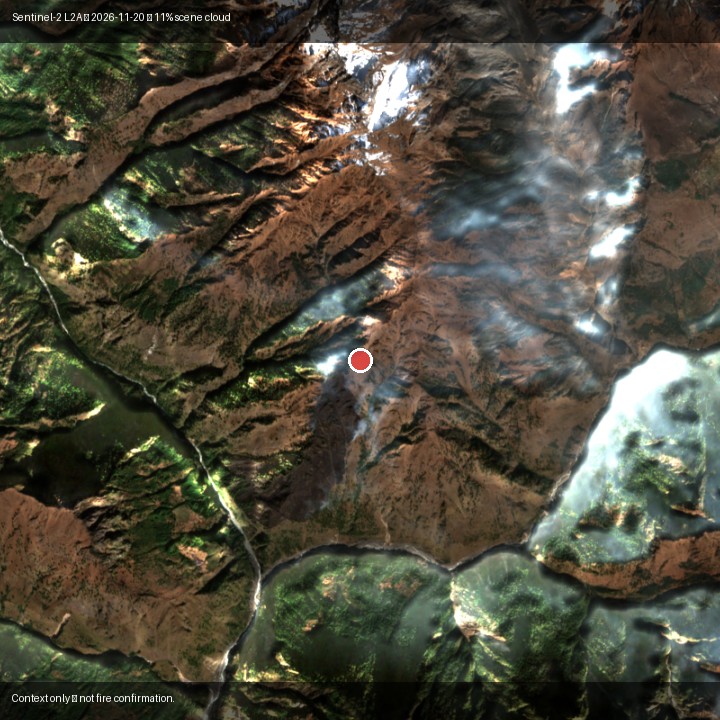 Sentinel-2 L2A▯2026-11-20▯11%scene cloud
Context only▯not fire confirmation.